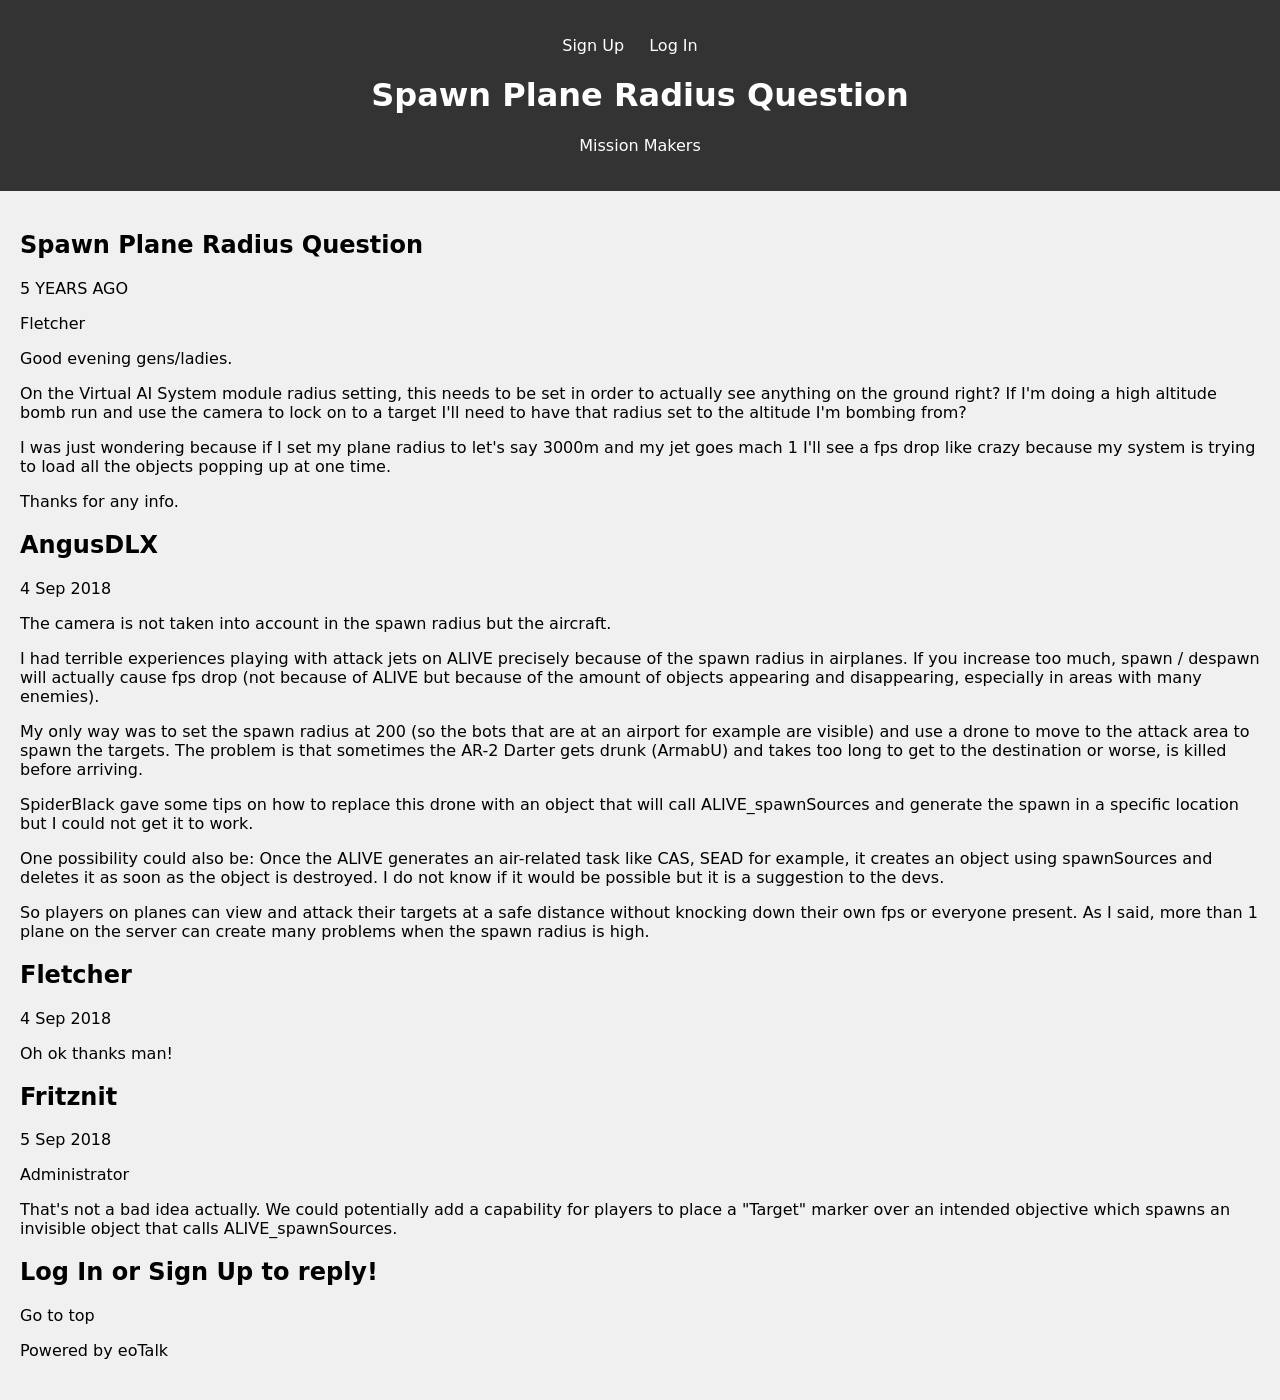 Sign Up Log In
Spawn Plane Radius Question
Mission Makers
Spawn Plane Radius Question
5 YEARS AGO
Fletcher
Good evening gens/ladies.
On the Virtual AI System module radius setting, this needs to be set in order to actually see anything on the ground right? If I'm doing a high altitude
bomb run and use the camera to lock on to a target I'll need to have that radius set to the altitude I'm bombing from?
I was just wondering because if I set my plane radius to let's say 3000m and my jet goes mach 1 I'll see a fps drop like crazy because my system is trying
to load all the objects popping up at one time.
Thanks for any info.
AngusDLX
4 Sep 2018
The camera is not taken into account in the spawn radius but the aircraft.
I had terrible experiences playing with attack jets on ALIVE precisely because of the spawn radius in airplanes. If you increase too much, spawn / despawn
will actually cause fps drop (not because of ALIVE but because of the amount of objects appearing and disappearing, especially in areas with many
enemies).
My only way was to set the spawn radius at 200 (so the bots that are at an airport for example are visible) and use a drone to move to the attack area to
spawn the targets. The problem is that sometimes the AR-2 Darter gets drunk (ArmabU) and takes too long to get to the destination or worse, is killed
before arriving.
SpiderBlack gave some tips on how to replace this drone with an object that will call ALIVE_spawnSources and generate the spawn in a specific location
but I could not get it to work.
One possibility could also be: Once the ALIVE generates an air-related task like CAS, SEAD for example, it creates an object using spawnSources and
deletes it as soon as the object is destroyed. I do not know if it would be possible but it is a suggestion to the devs.
So players on planes can view and attack their targets at a safe distance without knocking down their own fps or everyone present. As I said, more than 1
plane on the server can create many problems when the spawn radius is high.
Fletcher
4 Sep 2018
Oh ok thanks man!
Fritznit
5 Sep 2018
Administrator
That's not a bad idea actually. We could potentially add a capability for players to place a "Target" marker over an intended objective which spawns an
invisible object that calls ALIVE_spawnSources.
Log In or Sign Up to reply!
Go to top
Powered by eoTalk